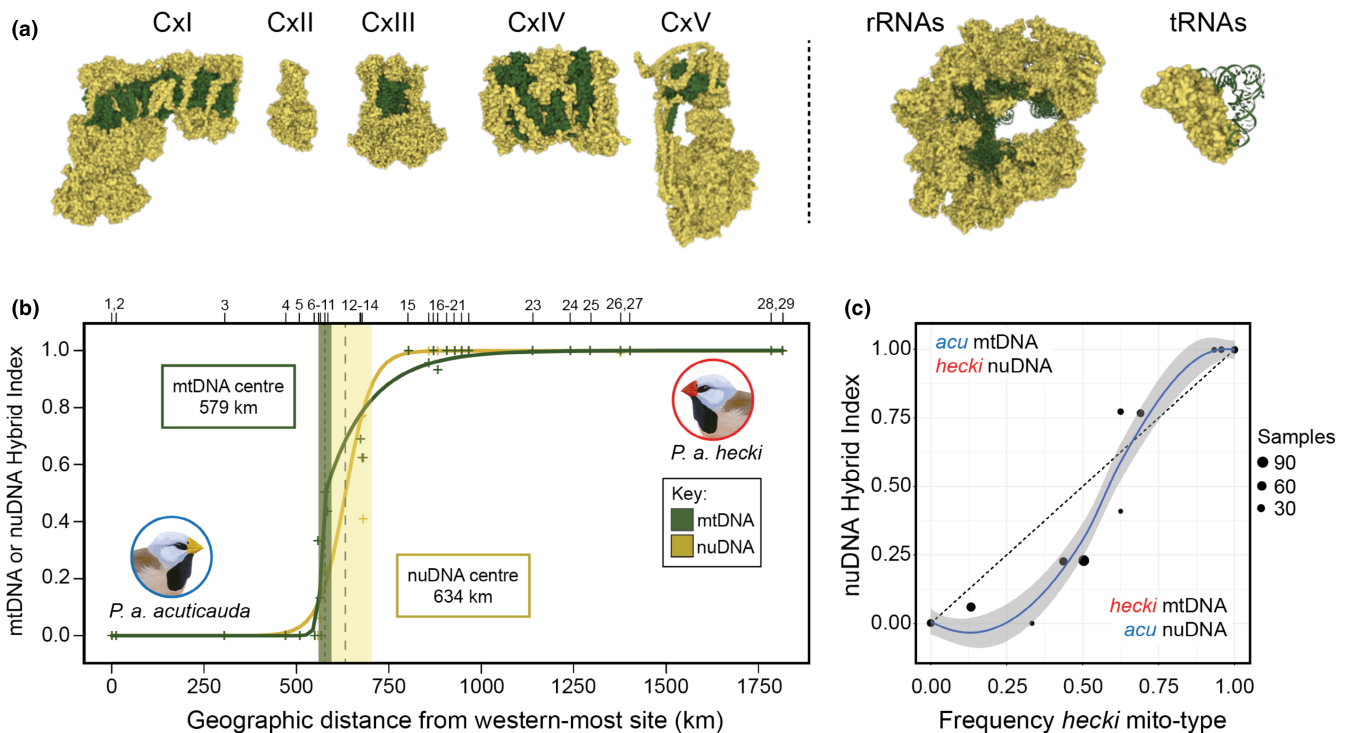 (a)
CxI CxII CxIII CxIV CxV rRNAs tRNAs
(b)
1,2 3 4 5 6-11 12-14 15 16-21 23 24 25 26,27 28,29
mtDNA or nuDNA Hybrid Index
1.0
0.8
0.6
0.4
0.2
0.0
mtDNA centre
579 km
P. a. hecki
Key:
mtDNA
nuDNA
nuDNA centre
634 km
P. a. acuticauda
0 250 500 750 1000 1250 1500 1750
Geographic distance from western-most site (km)
(c)
nuDNA Hybrid Index
1.00
0.75
0.50
0.25
0.00
acu mtDNA
hecki nuDNA
hecki mtDNA
acu nuDNA
0.00 0.25 0.50 0.75 1.00
Frequency hecki mito-type
Samples
90
60
30